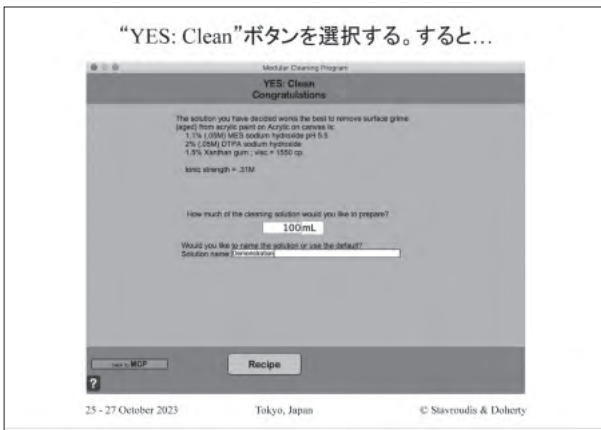 “YES: Clean”ボタンを選択する。すると…
Modular Cleaning Program
YES: Clean
Congratulations
The solution you have decided works the best to remove surface grime
(aged) from acrylic paint on Acrylic on canvas is:
1.1% (.05M) MES sodium hydroxide pH 5.5
2% (.05M) DTPA sodium hydroxide
1.5% Xanthan gum ; visc = 1550 cp
Ionic strength = .31M
How much of the cleaning solution would you like to prepare?
100mL
Would you like to name the solution or use the default?
Solution name: Demonstration
back to MCP
Recipe
?
25 - 27 October 2023
Tokyo, Japan
© Stavroudis & Doherty